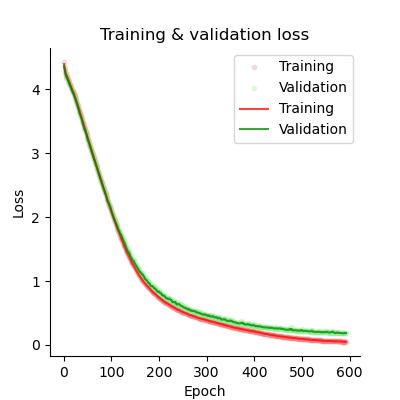 Training & validation loss
Training
Validation
Training
Validation
4
3
2
1
0
Loss
0 100 200 300 400 500 600
Epoch